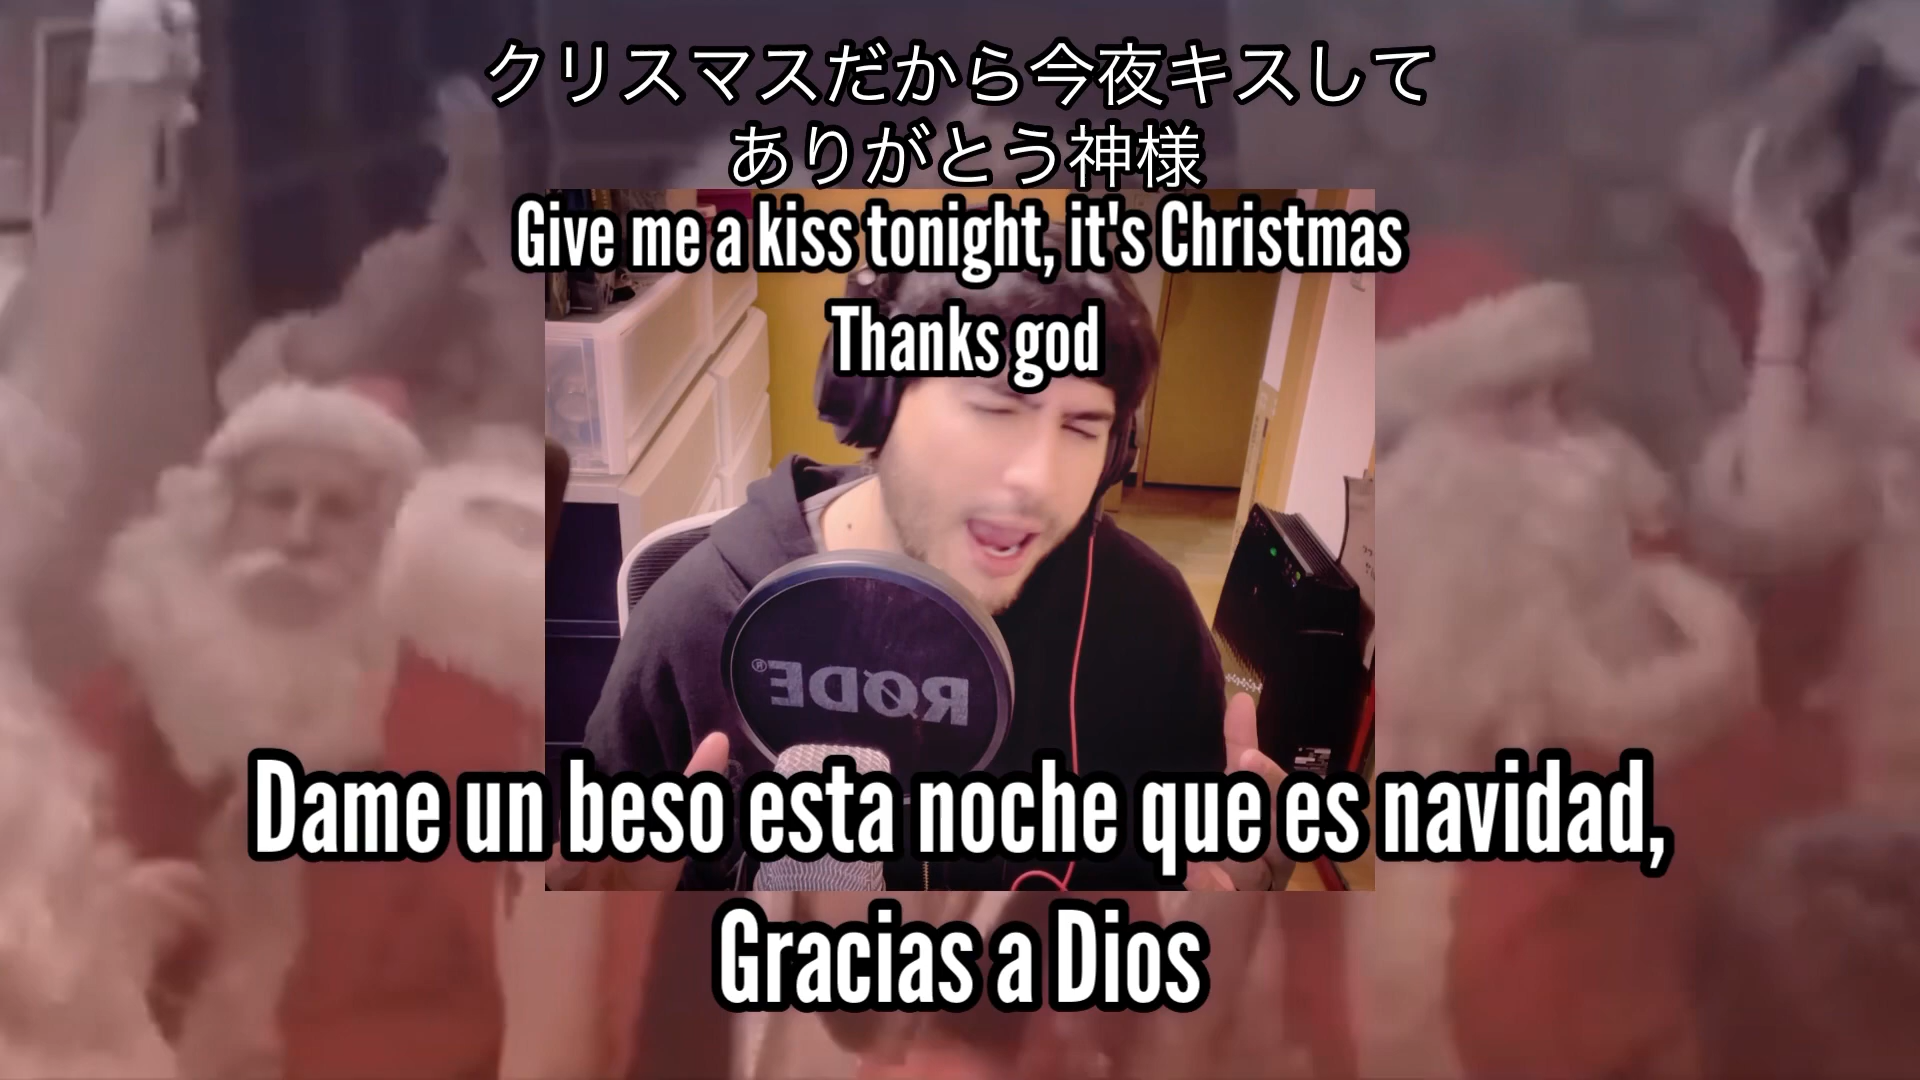 クリスマスだから今夜キスして
ありがとう神様
Give me a kiss tonight, it's Christmas
Thanks god
RØDE®
Dame un beso esta noche que es navidad,
Gracias a Dios